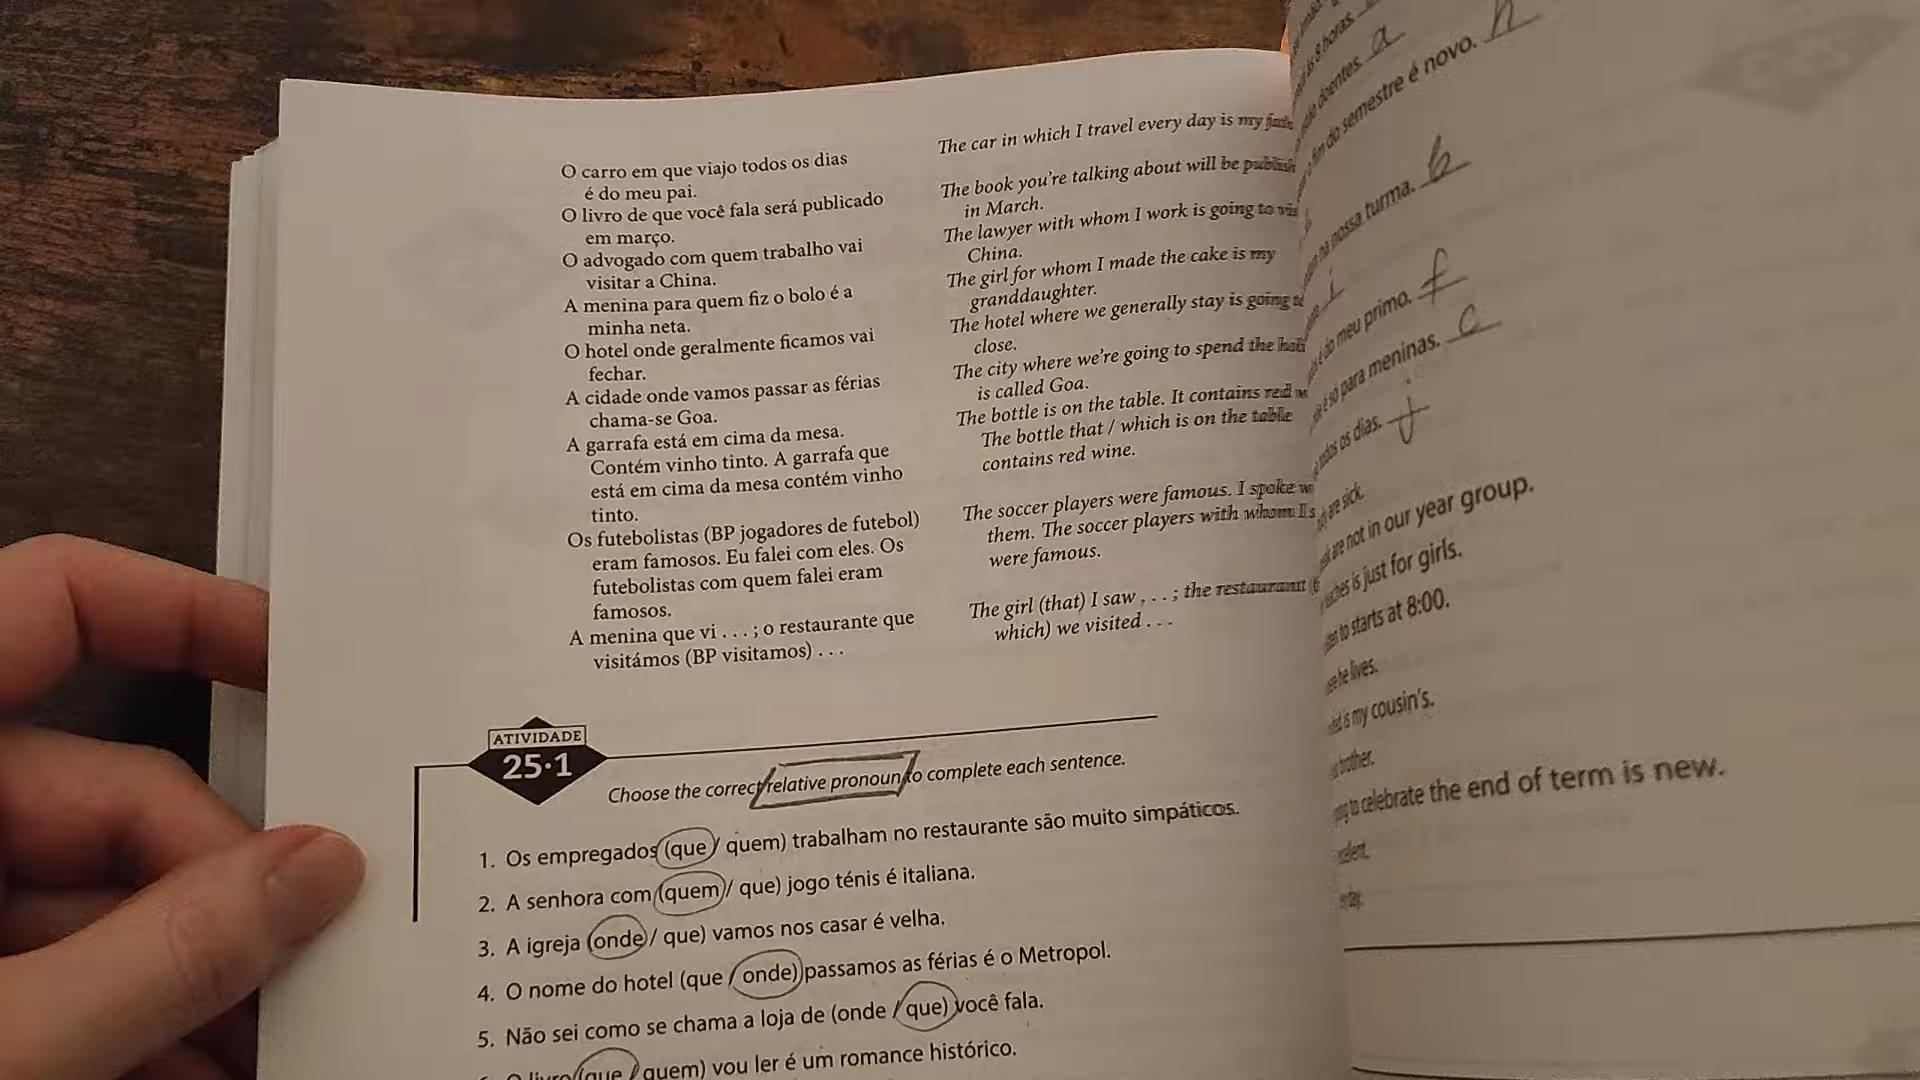 O carro em que viajo todos os dias
é do meu pai.
O livro de que você fala será publicado
em março.
O advogado com quem trabalho vai
visitar a China.
A menina para quem fiz o bolo é a
minha neta.
O hotel onde geralmente ficamos vai
fechar.
A cidade onde vamos passar as férias
chama-se Goa.
A garrafa está em cima da mesa.
Contém vinho tinto. A garrafa que
está em cima da mesa contém vinho
tinto.
Os futebolistas (BP jogadores de futebol)
eram famosos. Eu falei com eles. Os
futebolistas com quem falei eram
famosos.
A menina que vi . . . ; o restaurante que
visitámos (BP visitamos) . . .
The car in which I travel every day is my
The book you're talking about will be
in March.
The lawyer with whom I work is going to
China.
The girl for whom I made the cake is my
granddaughter.
The hotel where we generally stay is going
close.
The city where we're going to spend the
is called Goa.
The bottle is on the table. It contains red
The bottle that / which is on the table
contains red wine.
The soccer players were famous. I spoke
them. The soccer players with whom I
were famous.
The girl (that) I saw . . . ; the restaurant
which) we visited . . .
ATIVIDADE
25·1
Choose the correct relative pronoun to complete each sentence.
1. Os empregados (que / quem) trabalham no restaurante são muito simpáticos.
2. A senhora com (quem / que) jogo ténis é italiana.
3. A igreja (onde / que) vamos nos casar é velha.
4. O nome do hotel (que / onde) passamos as férias é o Metropol.
5. Não sei como se chama a loja de (onde / que) você fala.
(que / quem) vou ler é um romance histórico.
8 horas.
doentes. a
fim do semestre é novo. h
na nossa turma. b
i
é do meu primo. f
é só para meninas. c
todos os dias. j
are sick.
are not in our year group.
is just for girls.
to starts at 8:00.
he lives.
is my cousin's.
brother.
to celebrate the end of term is new.